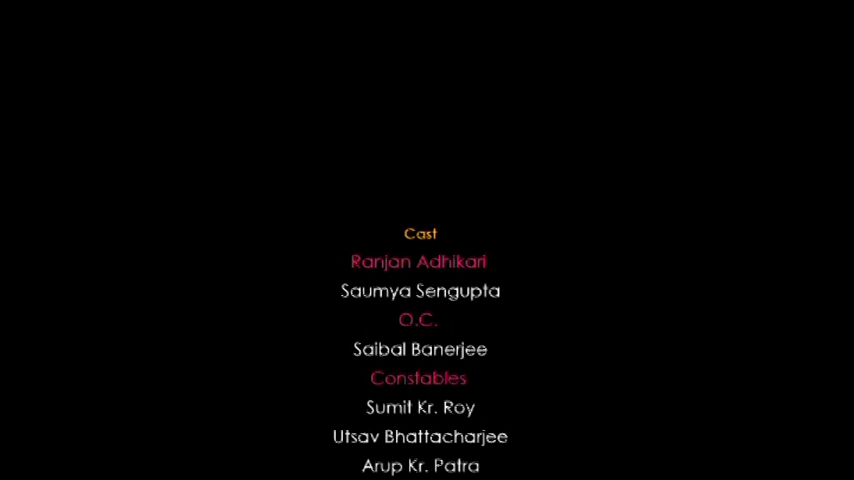 Cast
Ranjan Adhikari
Saumya Sengupta
O.C.
Saibal Banerjee
Constables
Sumit Kr. Roy
Utsav Bhattacharjee
Arup Kr. Patra